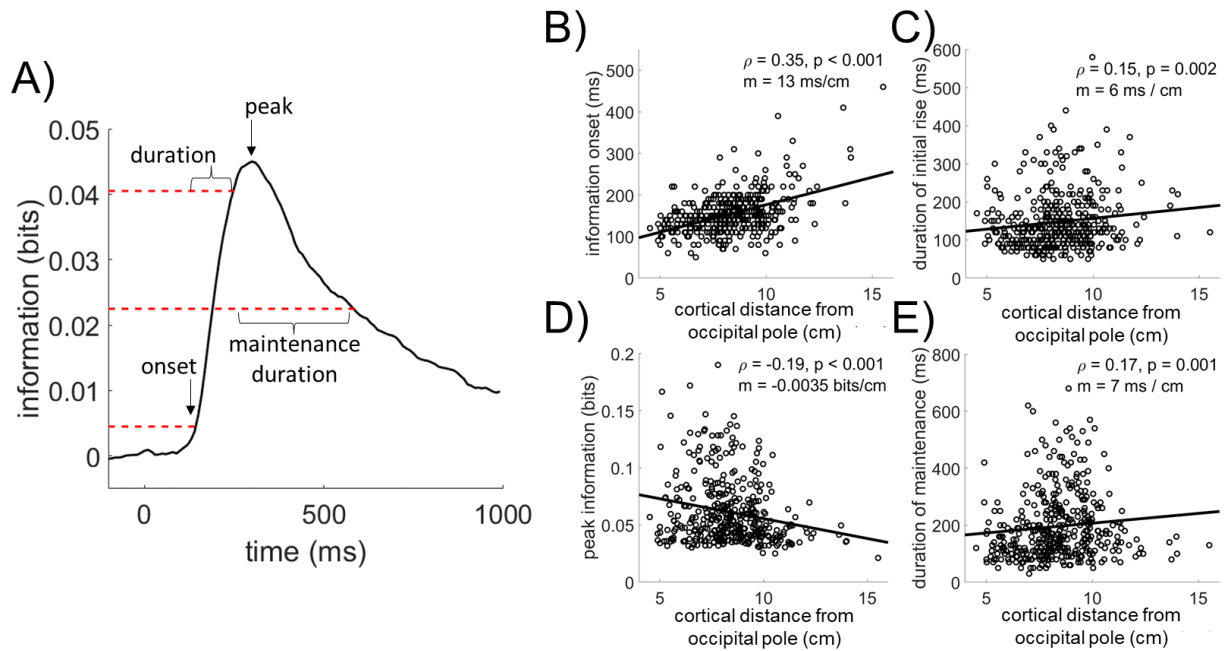 A)
peak
duration
maintenance
duration
onset
0.05
0.04
0.03
0.02
0.01
0
information (bits)
0
500
1000
time (ms)
B)
ρ = 0.35, p < 0.001
m = 13 ms/cm
500
400
300
200
100
0
information onset (ms)
5
10
15
cortical distance from
occipital pole (cm)
C)
ρ = 0.15, p = 0.002
m = 6 ms / cm
600
500
400
300
200
100
0
duration of initial rise (ms)
5
10
15
cortical distance from
occipital pole (cm)
D)
ρ = -0.19, p < 0.001
m = -0.0035 bits/cm
0.2
0.15
0.1
0.05
0
peak information (bits)
5
10
15
cortical distance from
occipital pole (cm)
E)
ρ = 0.17, p = 0.001
m = 7 ms / cm
800
600
400
200
0
duration of maintenance (ms)
5
10
15
cortical distance from
occipital pole (cm)